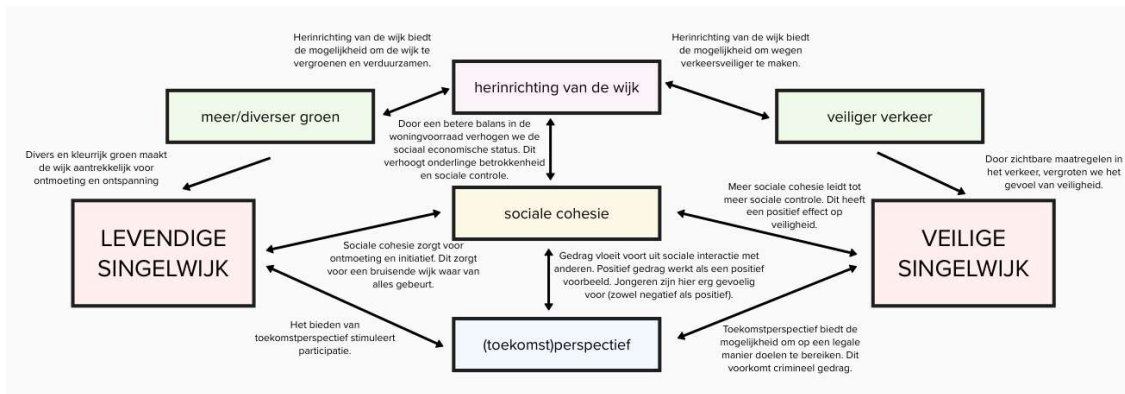 Herinrichting van de wijk biedt
de mogelijkheid om de wijk te
vergroenen en verduurzamen.
Herinrichting van de wijk biedt
de mogelijkheid om wegen
verkeersveiliger te maken.
herinrichting van de wijk
meer/diverser groen
veiliger verkeer
Door een betere balans in de
woningvoorraad verhogen we de
sociaal economische status. Dit
verhoogt onderlinge betrokkenheid
en sociale controle.
Divers en kleurrijk groen maakt
de wijk aantrekkelijk voor
ontmoeting en ontspanning
Door zichtbare maatregelen in
het verkeer, vergroten we het
gevoel van veiligheid.
Meer sociale cohesie leidt tot
meer sociale controle. Dit heeft
een positief effect op
veiligheid.
sociale cohesie
LEVENDIGE
SINGELWIJK
VEILIGE
SINGELWIJK
Sociale cohesie zorgt voor
ontmoeting en initiatief. Dit zorgt
voor een bruisende wijk waar van
alles gebeurt.
Gedrag vloeit voort uit sociale interactie met
anderen. Positief gedrag werkt als een positief
voorbeeld. Jongeren zijn hier erg gevoelig
voor (zowel negatief als positief).
Het bieden van
toekomstperspectief stimuleert
participatie.
(toekomst)perspectief
Toekomstperspectief biedt de
mogelijkheid om op een legale
manier doelen te bereiken. Dit
voorkomt crimineel gedrag.